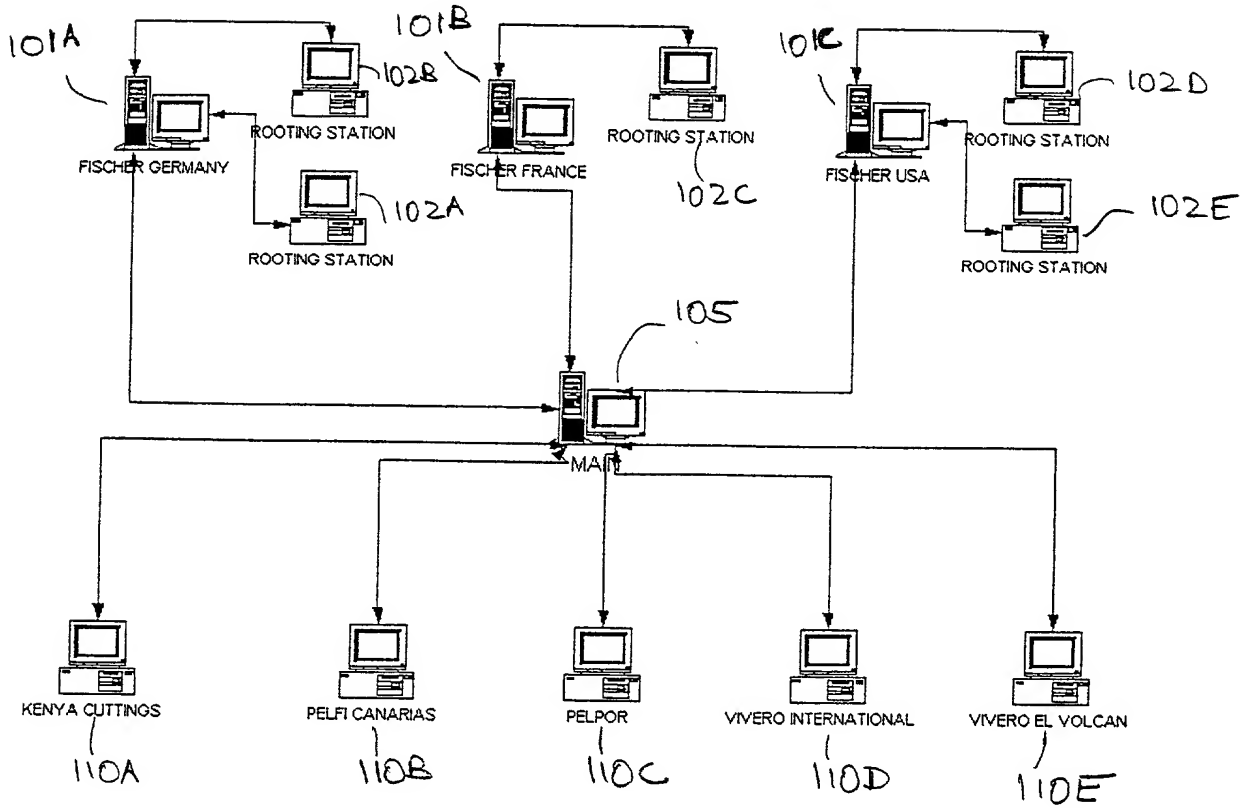 101A
102B
ROOTING STATION
FISCHER GERMANY
102A
ROOTING STATION
101B
ROOTING STATION
FISCHER FRANCE
102C
101C
102D
ROOTING STATION
FISCHER USA
102E
ROOTING STATION
105
MAIN
KENYA CUTTINGS
PELFI CANARIAS
PELPOR
VIVERO INTERNATIONAL
VIVERO EL VOLCAN
110A
110B
110C
110D
110E